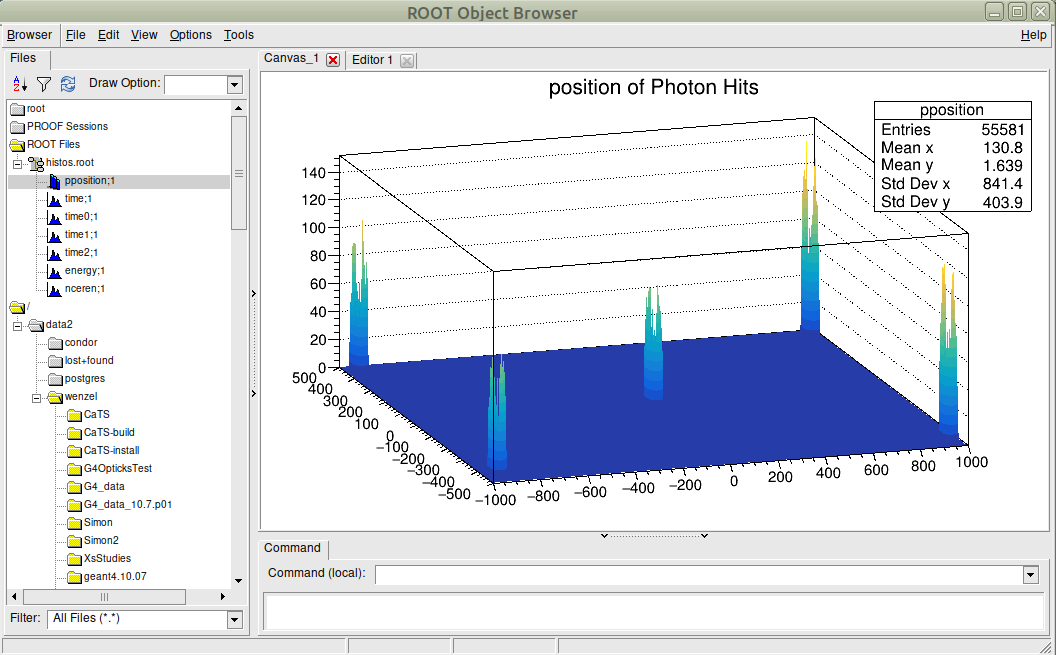 ROOT Object Browser
Browser File Edit View Options Tools Help
Files
Draw Option:
root
PROOF Sessions
ROOT Files
histos.root
pposition;1
time;1
time0;1
time1;1
time2;1
energy;1
nceren;1
/
data2
condor
lost+found
postgres
wenzel
CaTS
CaTS-build
CaTS-install
G4OpticksTest
G4_data
G4_data_10.7.p01
Simon
Simon2
XsStudies
geant4.10.07
Filter: All Files (*.*)
Canvas_1 Editor 1
position of Photon Hits
pposition
Entries 55581
Mean x 130.8
Mean y 1.639
Std Dev x 841.4
Std Dev y 403.9
140
120
100
80
60
40
20
0
500
400
300
200
100
0
−100
−200
−300
−400
−500
−1000 −800 −600 −400 −200 0 200 400 600 800 1000
Command
Command (local):